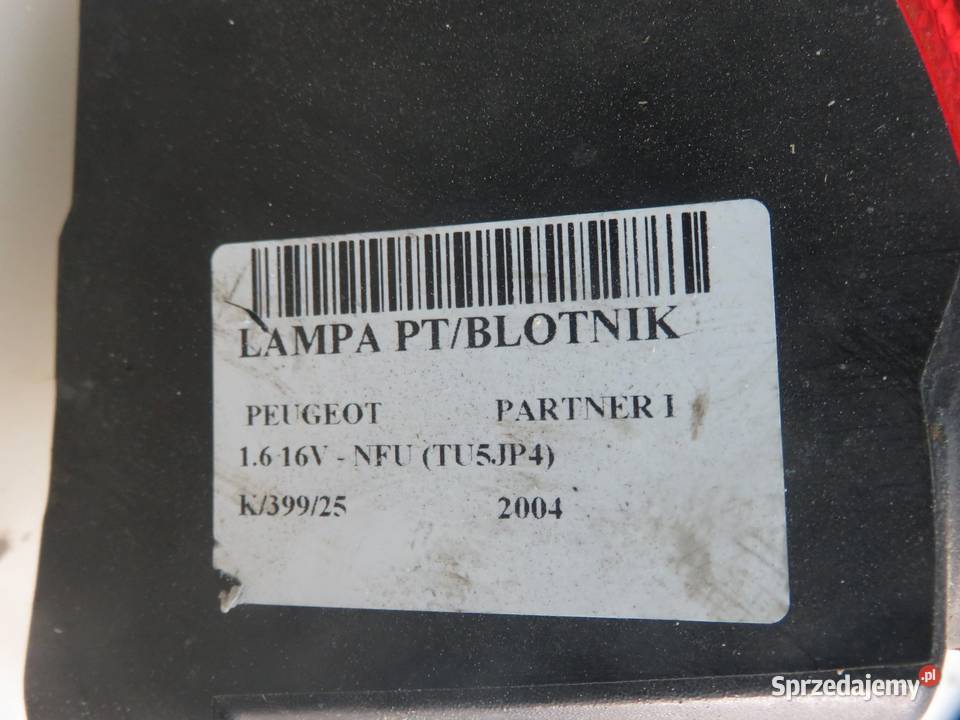 LAMPA PT/BLOTNIK
PEUGEOT PARTNER I
1.6 16V - NFU (TU5JP4)
K/399/25 2004
Sprzedajemy.pl